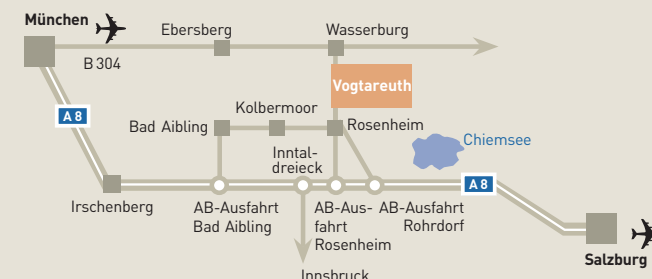 München
Ebersberg
Wasserburg
B 304
Vogtareuth
A 8
Kolbermoor
Bad Aibling
Rosenheim
Chiemsee
Inntal-
dreieck
A 8
Irschenberg
AB-Ausfahrt
Bad Aibling
AB-Aus-
fahrt
Rosenheim
AB-Ausfahrt
Rohrdorf
Salzburg
Innsbruck